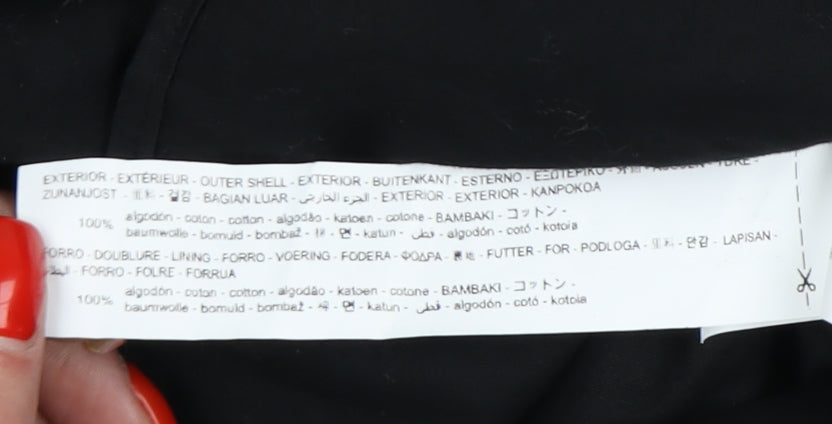 EXTERIOR - EXTÉRIEUR - OUTER SHELL - EXTERIOR - BUITENKANT - ESTERNO - ΕΞΩΤΕΡΙΚΟ - YDRE -
ZUNANJOST - 겉감 - BAGIAN LUAR - الجزء الخارجي - EXTERIOR - EXTERIOR - KANPOKOA
100% algodón - coton - cotton - algodão - katoen - cotone - BAMBAKI - コットン -
baumwolle - bomuld - bombaž - 棉 - 면 - katun - قطن - algodón - cotó - kotoia
FORRO - DOUBLURE - LINING - FORRO - VOERING - FODERA - ΦΟΔΡΑ - 裏地 - FUTTER - FOR - PODLOGA - 里料 - 안감 - LAPISAN -
البطانة - FORRO - FOLRE - FORRUA
100% algodón - coton - cotton - algodão - katoen - cotone - BAMBAKI - コットン -
baumwolle - bomuld - bombaž - 棉 - 면 - katun - قطن - algodón - cotó - kotoia